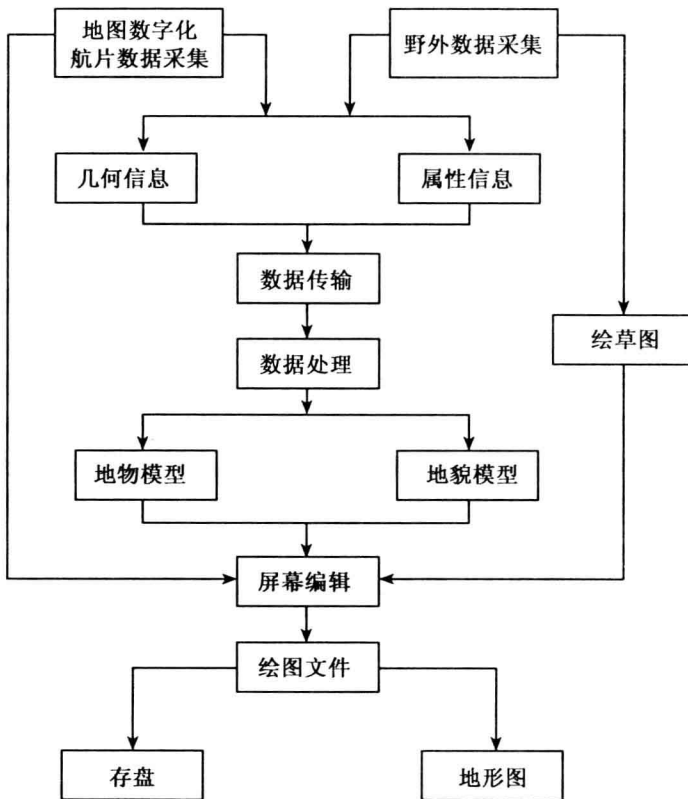 地图数字化
航片数据采集
野外数据采集
几何信息
属性信息
数据传输
绘草图
数据处理
地物模型
地貌模型
屏幕编辑
绘图文件
存盘
地形图